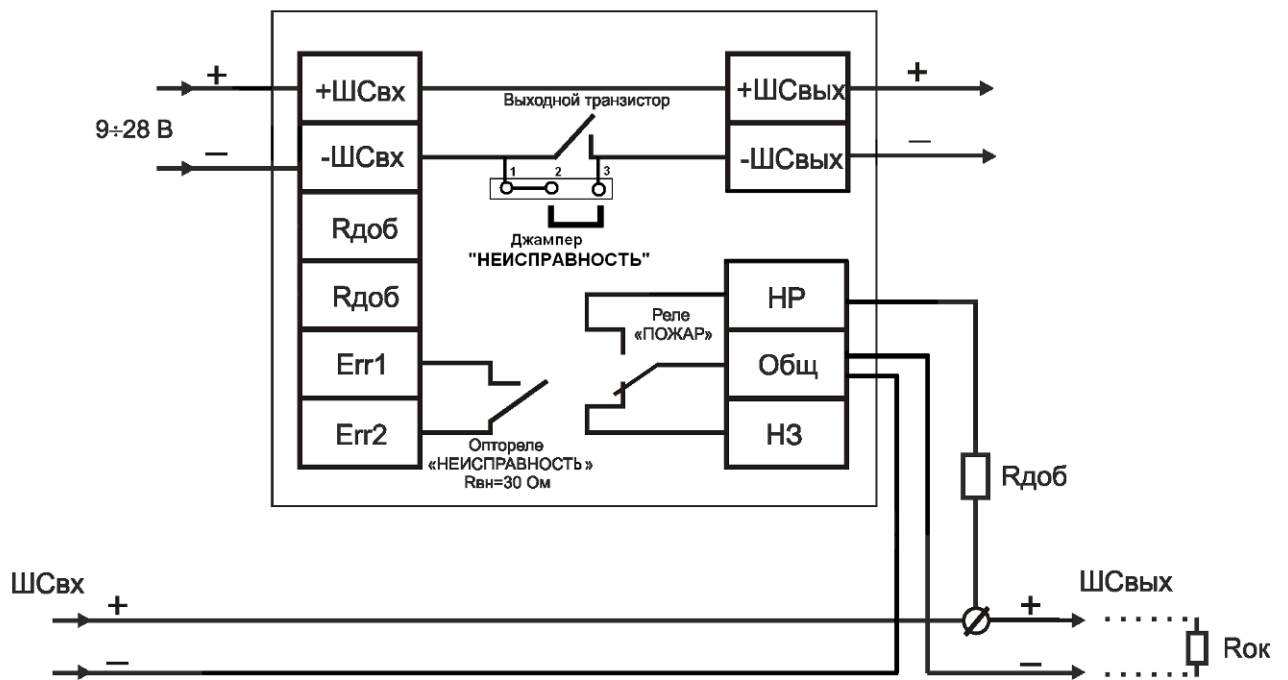 + +ШСвх +ШСвых +
Выходной транзистор
9÷28 В
– -ШСвх -ШСвых –
1 2 3
Rдоб
Джампер
"НЕИСПРАВНОСТЬ"
Rдоб
НР
Реле
«ПОЖАР»
Err1
Общ
Err2
НЗ
Оптореле
«НЕИСПРАВНОСТЬ»
Rвн=30 Ом
Rдоб
ШСвх
ШСвых
+ +
Rок
– –